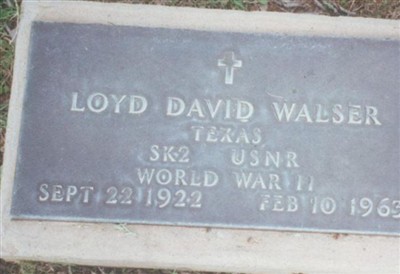 LOYD DAVID WALSER
TEXAS
SK2 USNR
WORLD WAR II
SEPT 22 1922 FEB 10 1963